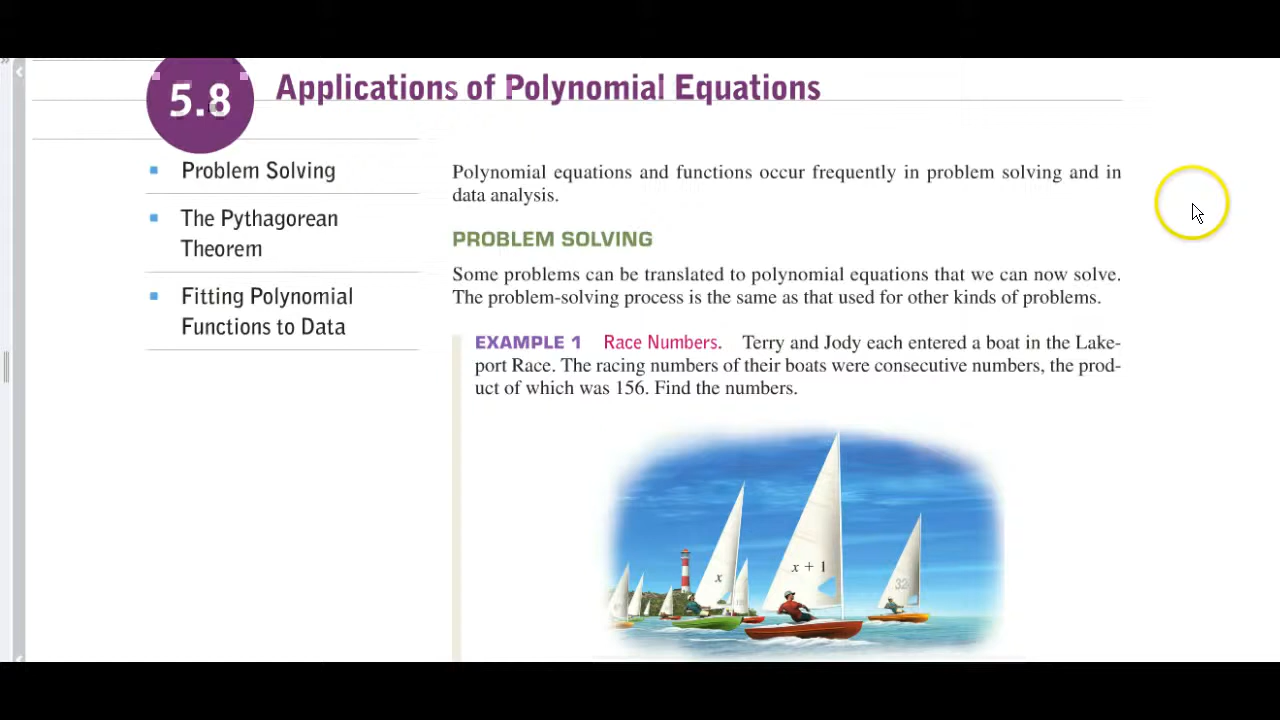 5.8
Applications of Polynomial Equations
Problem Solving
The Pythagorean
Theorem
Fitting Polynomial
Functions to Data
Polynomial equations and functions occur frequently in problem solving and in
data analysis.
PROBLEM SOLVING
Some problems can be translated to polynomial equations that we can now solve.
The problem-solving process is the same as that used for other kinds of problems.
EXAMPLE 1 Race Numbers. Terry and Jody each entered a boat in the Lake-
port Race. The racing numbers of their boats were consecutive numbers, the prod-
uct of which was 156. Find the numbers.
x
x + 1
32